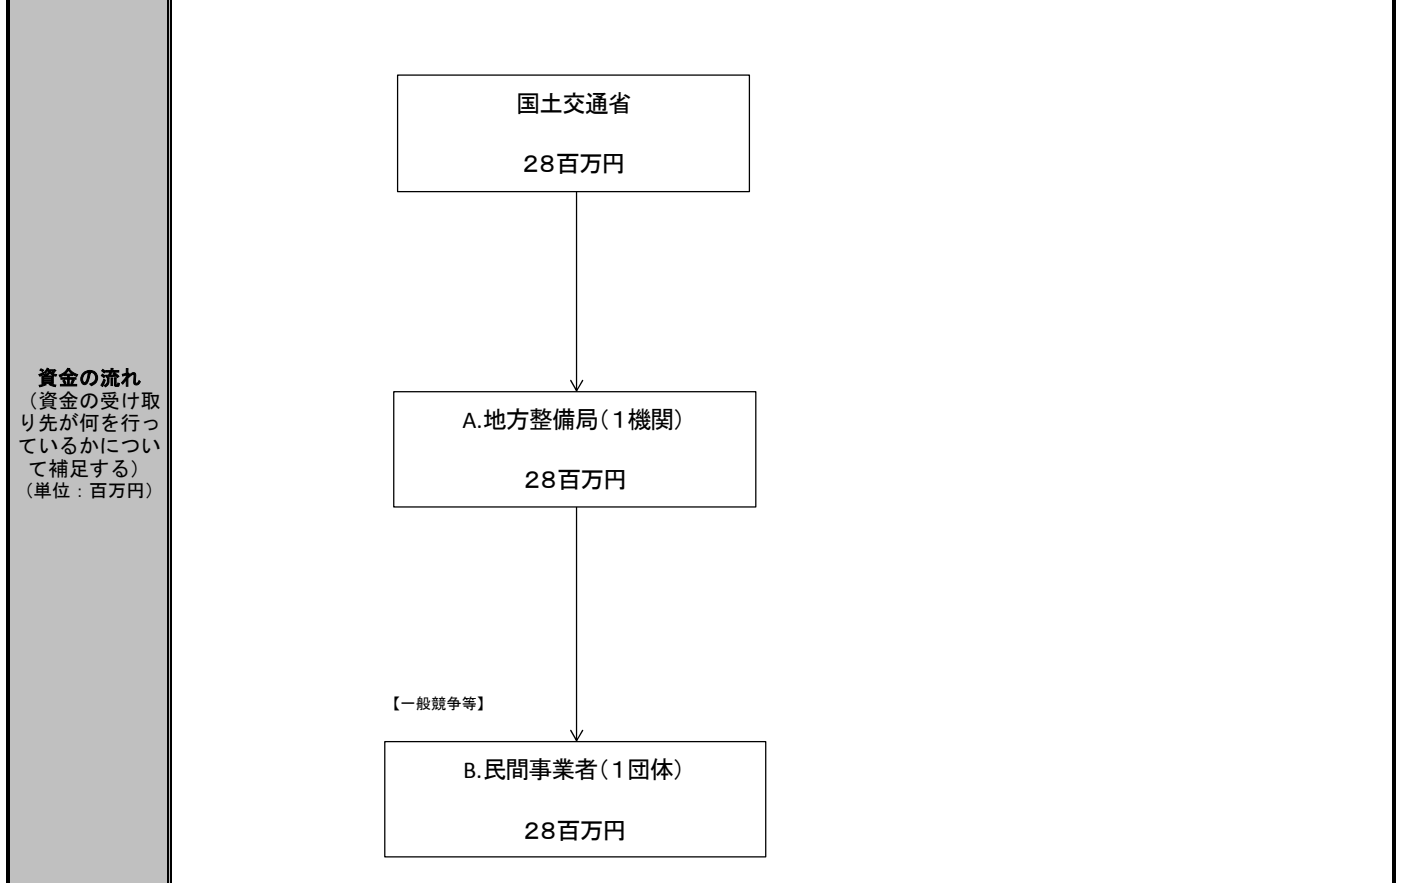 資金の流れ
（資金の受け取
り先が何を行っ
ているかについ
て補足する）
（単位：百万円）
国土交通省
２８百万円
A.地方整備局（１機関）
２８百万円
【一般競争等】
B.民間事業者（１団体）
２８百万円